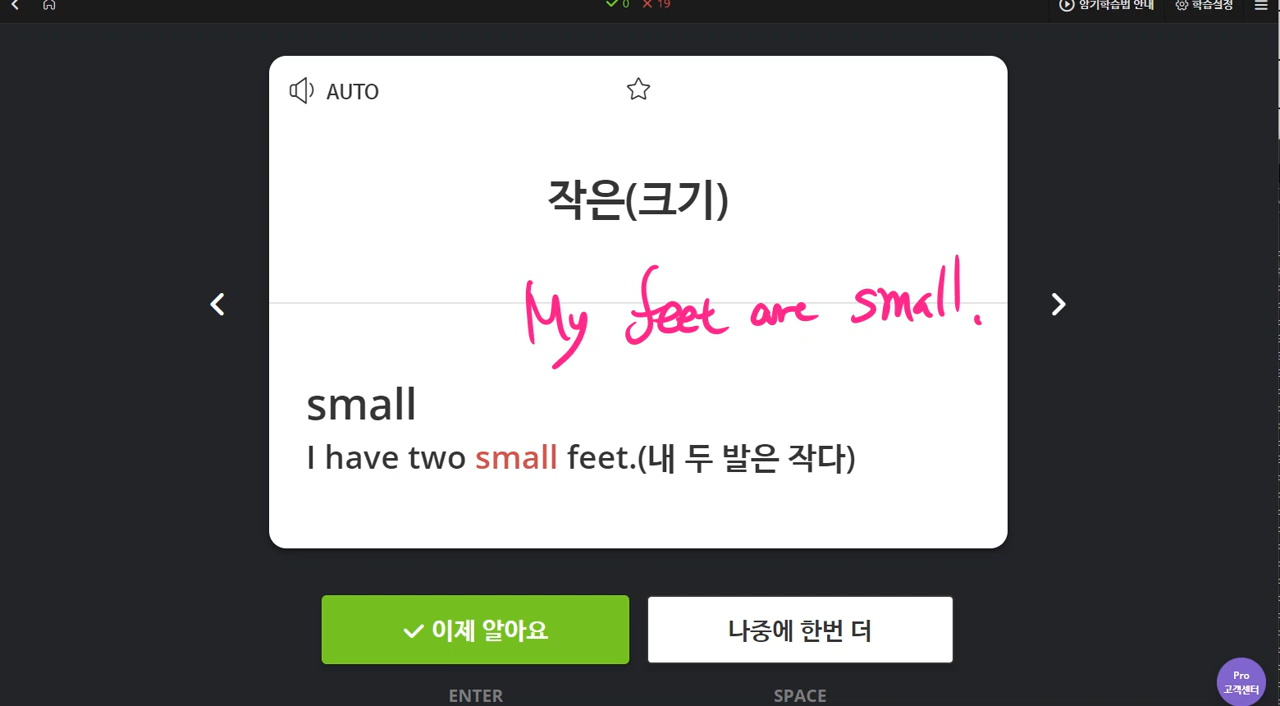 0 19 암기학습법 안내 학습설정
AUTO
작은(크기)
My feet are small.
small
I have two small feet.(내 두 발은 작다)
이제 알아요 나중에 한번 더
ENTER SPACE
Pro
고객센터